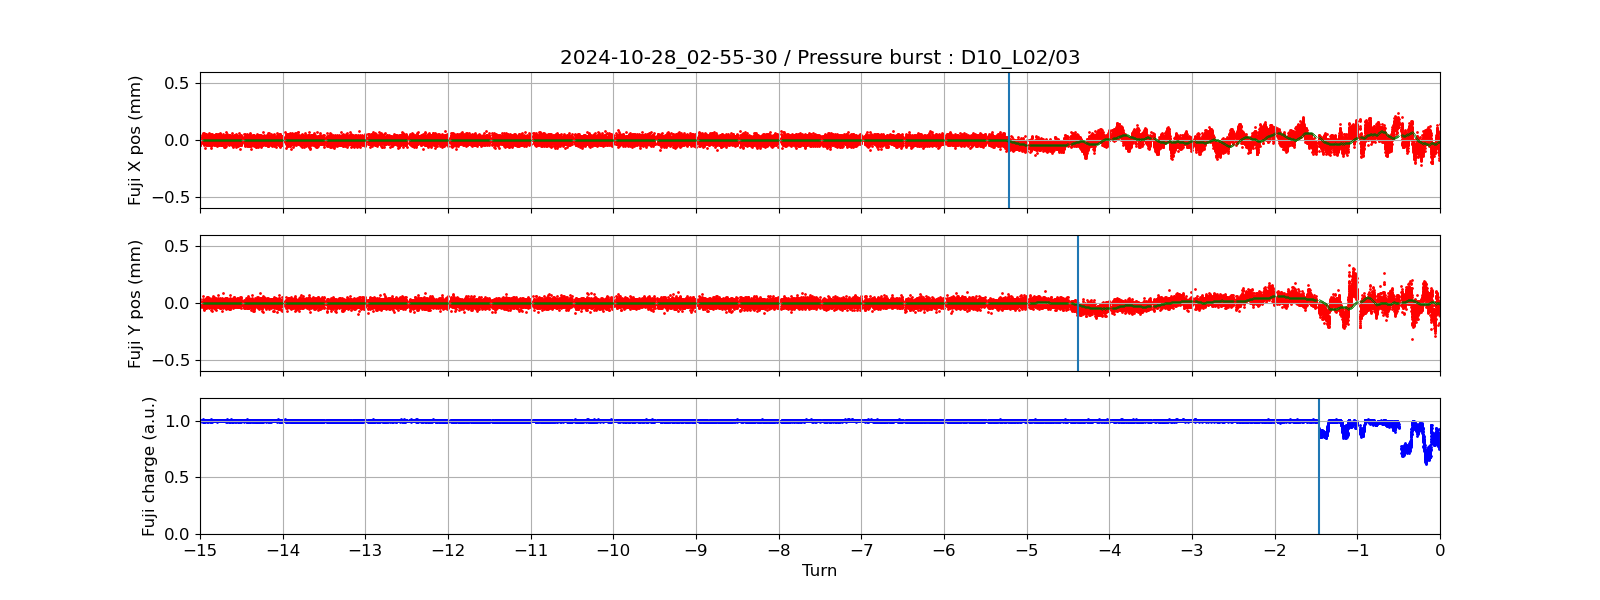 2024-10-28_02-55-30 / Pressure burst : D10_L02/03
Fuji X pos (mm)
0.5
0.0
−0.5
Fuji Y pos (mm)
0.5
0.0
−0.5
Fuji charge (a.u.)
1.0
0.5
0.0
−15 −14 −13 −12 −11 −10 −9 −8 −7 −6 −5 −4 −3 −2 −1 0
Turn